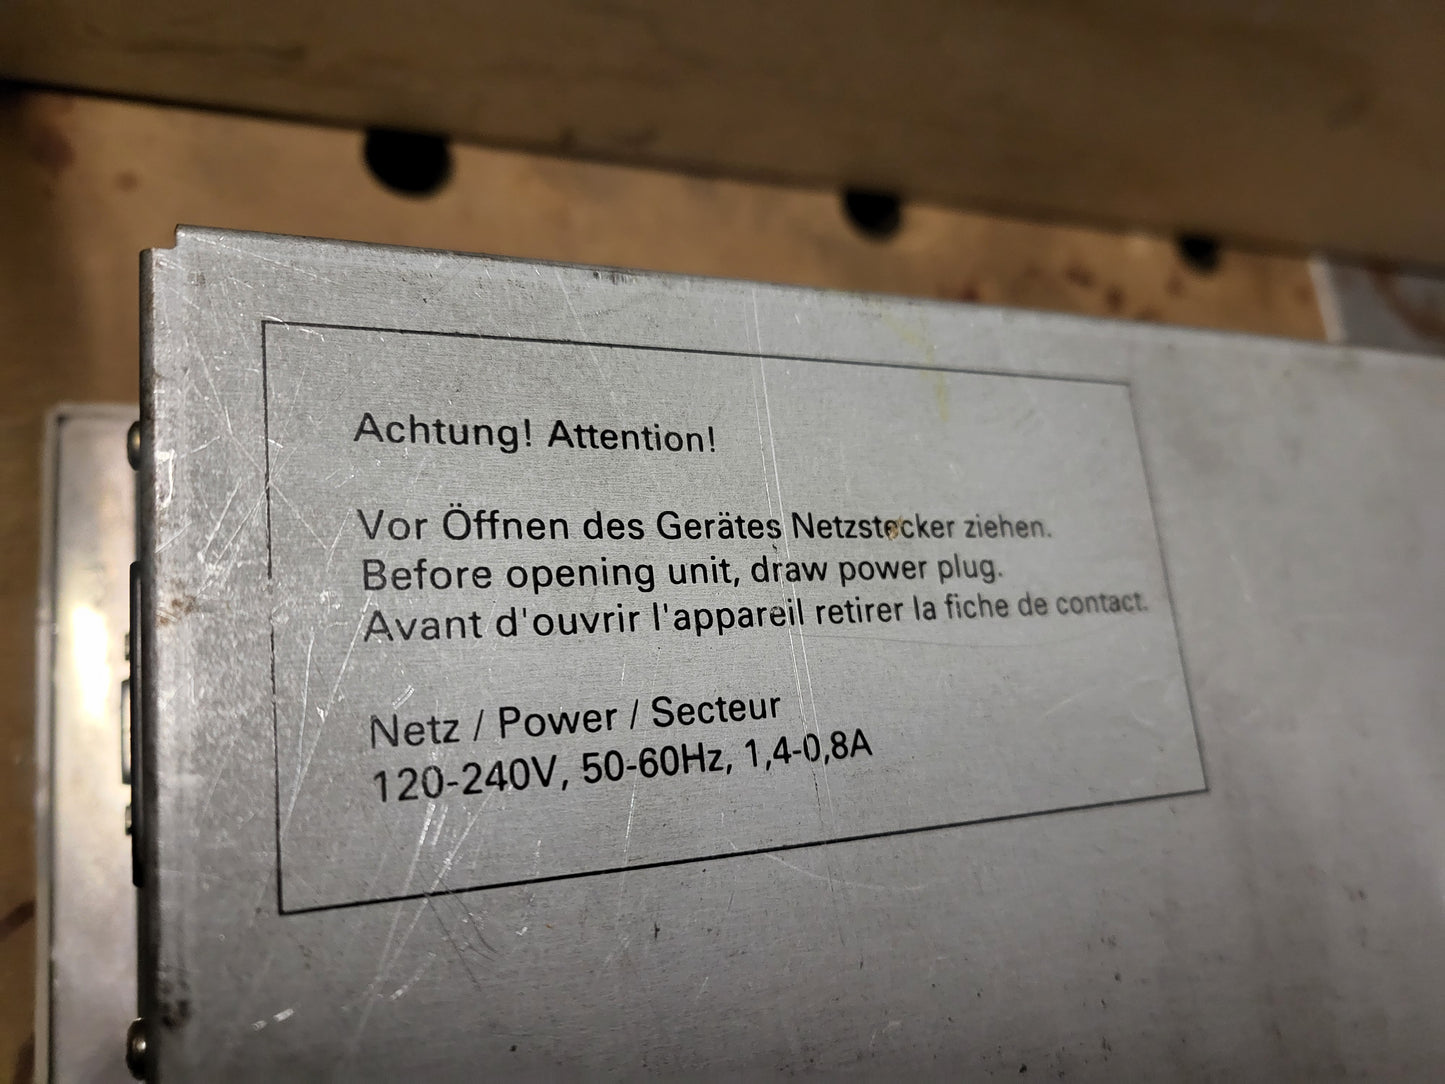 Achtung! Attention!
Vor Öffnen des Gerätes Netzstecker ziehen.
Before opening unit, draw power plug.
Avant d'ouvrir l'appareil retirer la fiche de contact.
Netz / Power / Secteur
120-240V, 50-60Hz, 1,4-0,8A